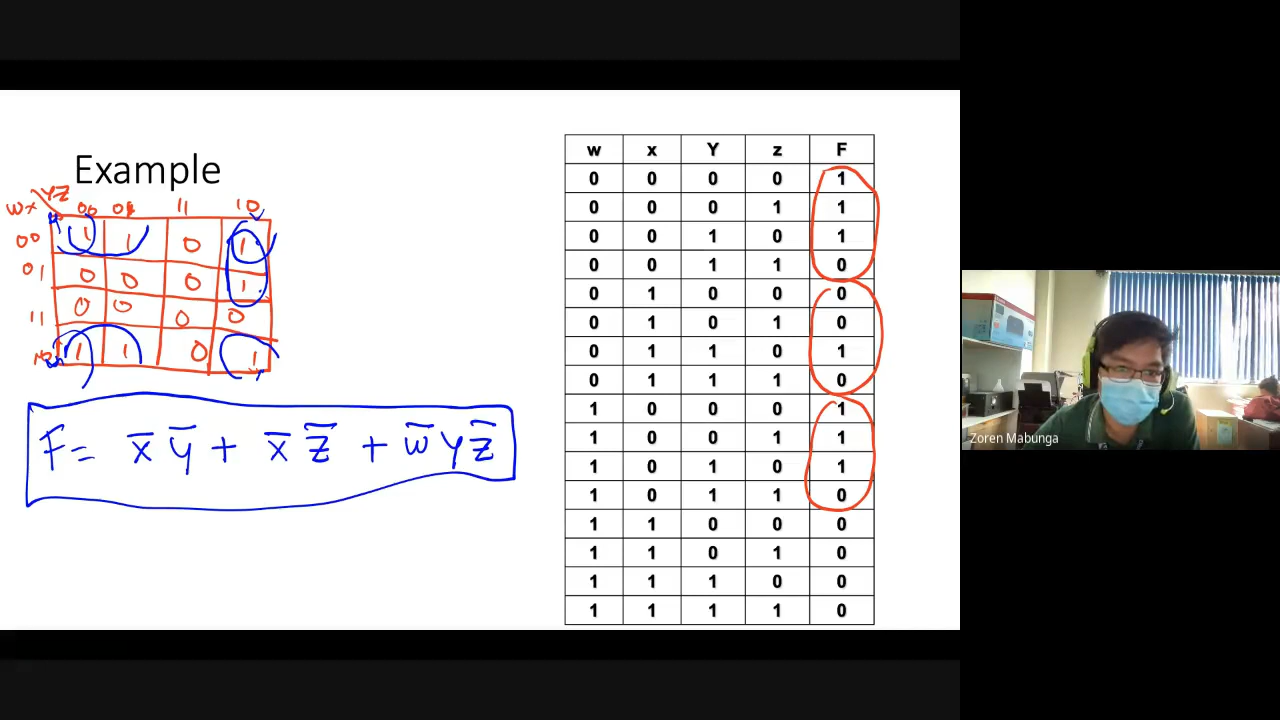 Example
YZ
wx 00 01 11 10
00 1 1 0 1
01 0 0 0 1
11 0 0 0 0
10 1 1 0 1
F = x̅ y̅ + x̅ z̅ + w̅ y z̅
w x Y z F
0 0 0 0 1
0 0 0 1 1
0 0 1 0 1
0 0 1 1 0
0 1 0 0 0
0 1 0 1 0
0 1 1 0 1
0 1 1 1 0
1 0 0 0 1
1 0 0 1 1
1 0 1 0 1
1 0 1 1 0
1 1 0 0 0
1 1 0 1 0
1 1 1 0 0
1 1 1 1 0
Zoren Mabunga